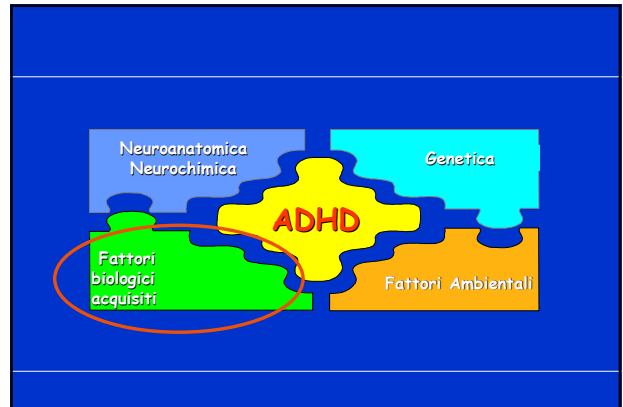 Neuroanatomica
Neurochimica
Genetica
ADHD
Fattori
biologici
acquisiti
Fattori Ambientali